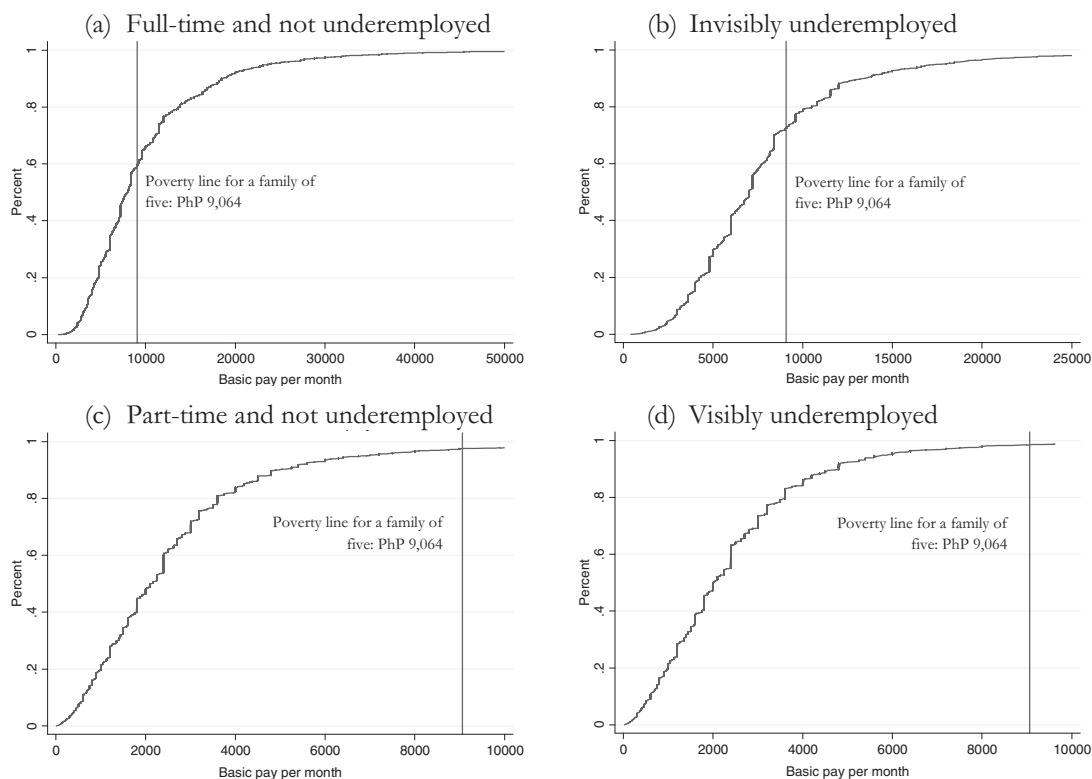 (a) Full-time and not underemployed
Percent
1
.8
.6
.4
.2
0
Poverty line for a family of
five: PhP 9,064
0 10000 20000 30000 40000 50000
Basic pay per month
(b) Invisibly underemployed
Percent
1
.8
.6
.4
.2
0
Poverty line for a family of
five: PhP 9,064
0 5000 10000 15000 20000 25000
Basic pay per month
(c) Part-time and not underemployed
Percent
1
.8
.6
.4
.2
0
Poverty line for a family of
five: PhP 9,064
0 2000 4000 6000 8000 10000
Basic pay per month
(d) Visibly underemployed
Percent
1
.8
.6
.4
.2
0
Poverty line for a family of
five: PhP 9,064
0 2000 4000 6000 8000 10000
Basic pay per month